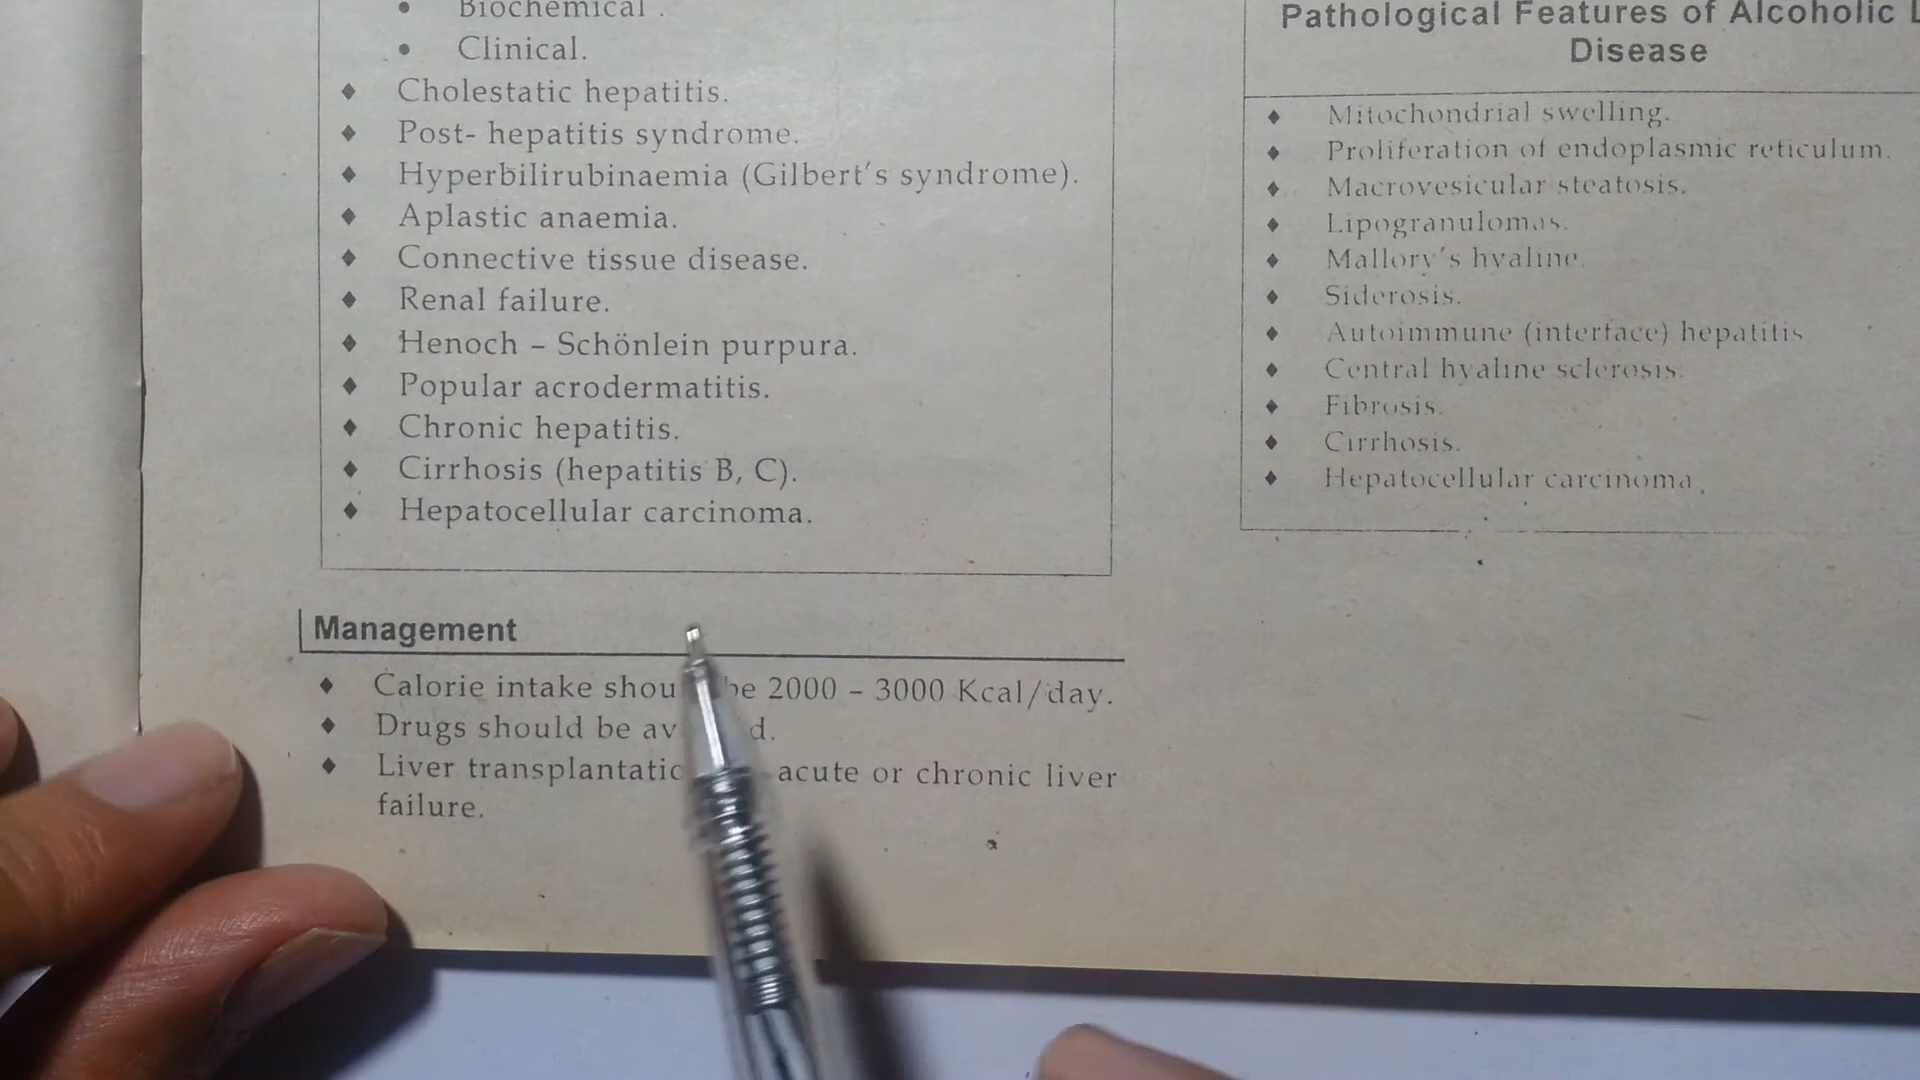 • Biochemical .
• Clinical.
♦ Cholestatic hepatitis.
♦ Post- hepatitis syndrome.
♦ Hyperbilirubinaemia (Gilbert's syndrome).
♦ Aplastic anaemia.
♦ Connective tissue disease.
♦ Renal failure.
♦ Henoch – Schönlein purpura.
♦ Popular acrodermatitis.
♦ Chronic hepatitis.
♦ Cirrhosis (hepatitis B, C).
♦ Hepatocellular carcinoma.
Management
♦ Calorie intake be 2000 – 3000 Kcal/day.
♦ Drugs should be
♦ Liver acute or chronic liver
failure.
Pathological Features of Alcoholic
Disease
♦ Mitochondrial swelling.
♦ Proliferation of endoplasmic reticulum.
♦ Macrovesicular steatosis.
♦ Lipogranulomas.
♦ Mallory's hyaline.
♦ Siderosis.
♦ Autoimmune (interface) hepatitis
♦ Central hyaline sclerosis.
♦ Fibrosis.
♦ Cirrhosis.
♦ Hepatocellular carcinoma.